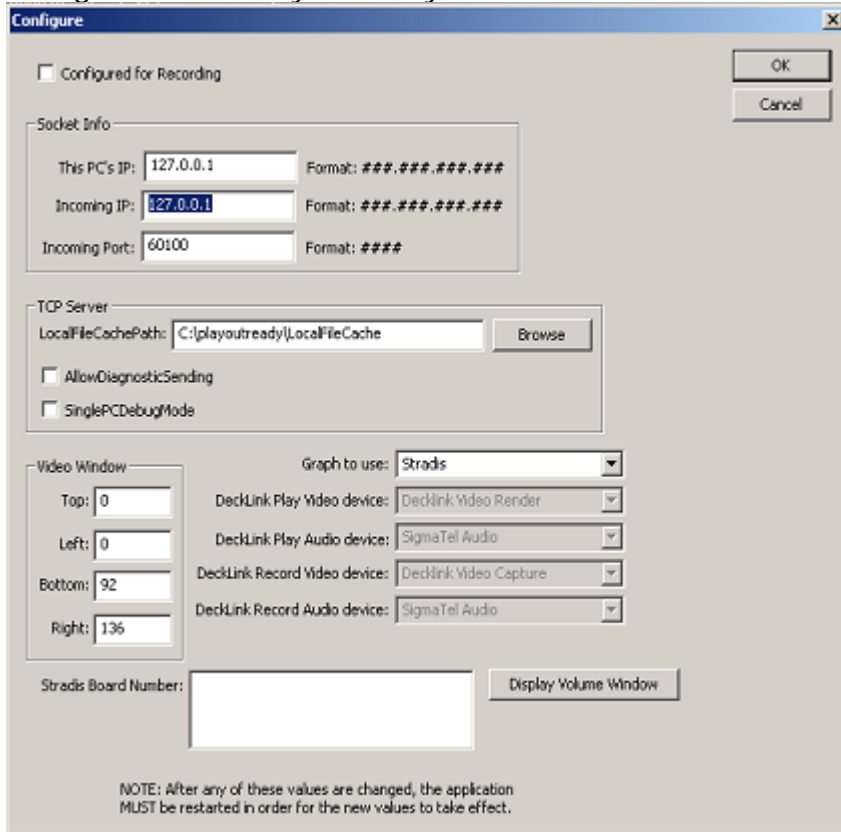 Configure
Configured for Recording
OK
Cancel
Socket Info
This PC's IP: 127.0.0.1 Format: ###.###.###.###
Incoming IP: 127.0.0.1 Format: ###.###.###.###
Incoming Port: 60100 Format: ####
TCP Server
LocalFileCachePath: C:\playoutready\LocalFileCache Browse
AllowDiagnosticSending
SinglePCDebugMode
Video Window
Top: 0
Left: 0
Bottom: 92
Right: 136
Graph to use: Stradis
DeckLink Play Video device: Decklink Video Render
DeckLink Play Audio device: SigmaTel Audio
DeckLink Record Video device: Decklink Video Capture
DeckLink Record Audio device: SigmaTel Audio
Stradis Board Number:
Display Volume Window
NOTE: After any of these values are changed, the application
MUST be restarted in order for the new values to take effect.